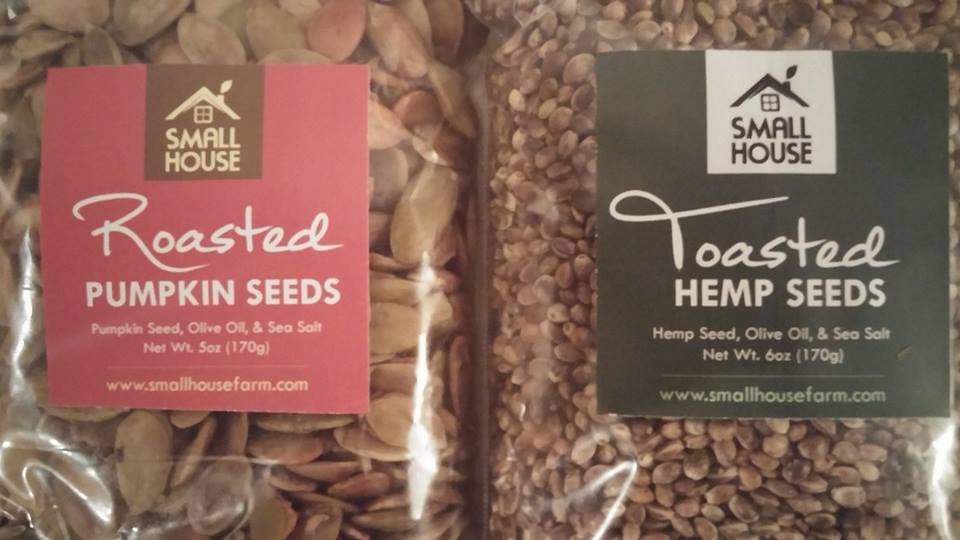 SMALL
HOUSE
Roasted
PUMPKIN SEEDS
Pumpkin Seed, Olive Oil, & Sea Salt
Net Wt. 5oz (170g)
www.smallhousefarm.com
SMALL
HOUSE
Toasted
HEMP SEEDS
Hemp Seed, Olive Oil, & Sea Salt
Net Wt. 6oz (170g)
www.smallhousefarm.com